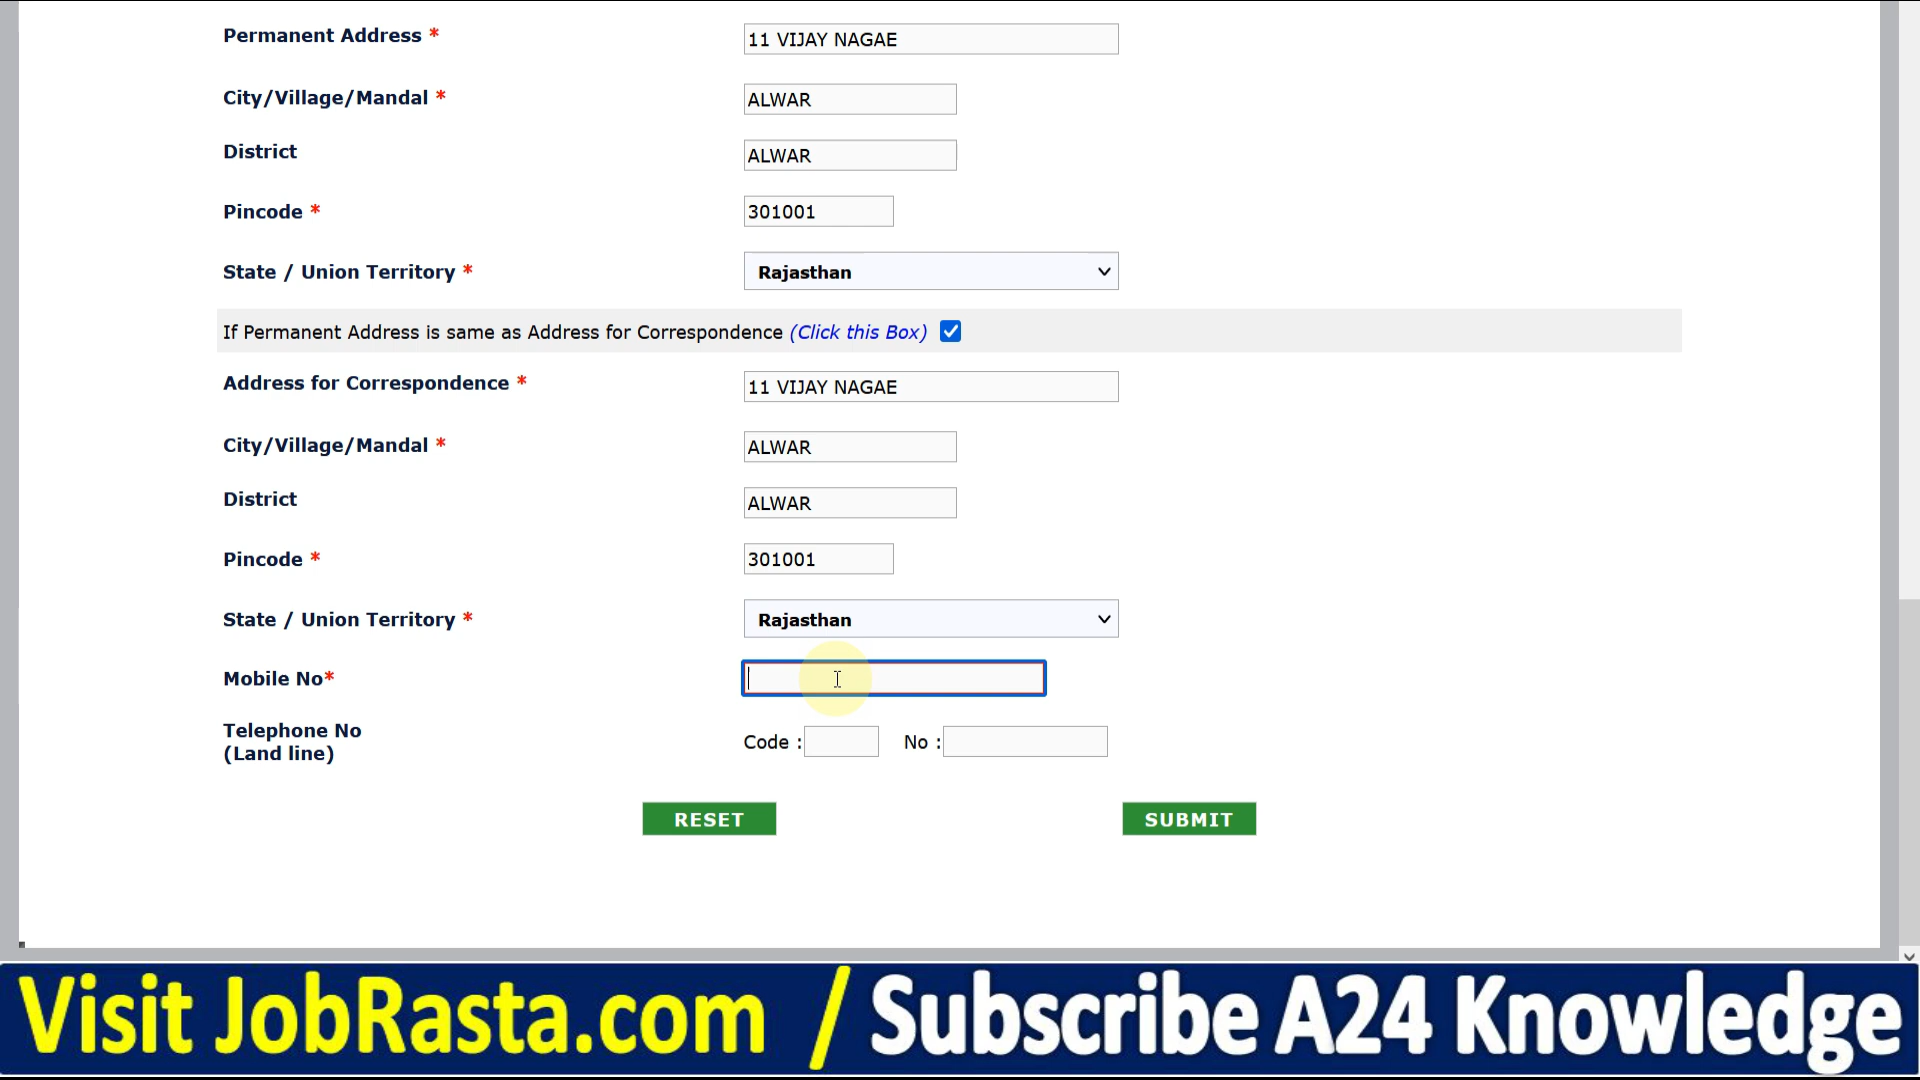 Permanent Address * 11 VIJAY NAGAE
City/Village/Mandal * ALWAR
District ALWAR
Pincode * 301001
State / Union Territory * Rajasthan
If Permanent Address is same as Address for Correspondence (Click this Box)
Address for Correspondence * 11 VIJAY NAGAE
City/Village/Mandal * ALWAR
District ALWAR
Pincode * 301001
State / Union Territory * Rajasthan
Mobile No*
Telephone No Code : No :
(Land line)
RESET SUBMIT
Visit JobRasta.com / Subscribe A24 Knowledge